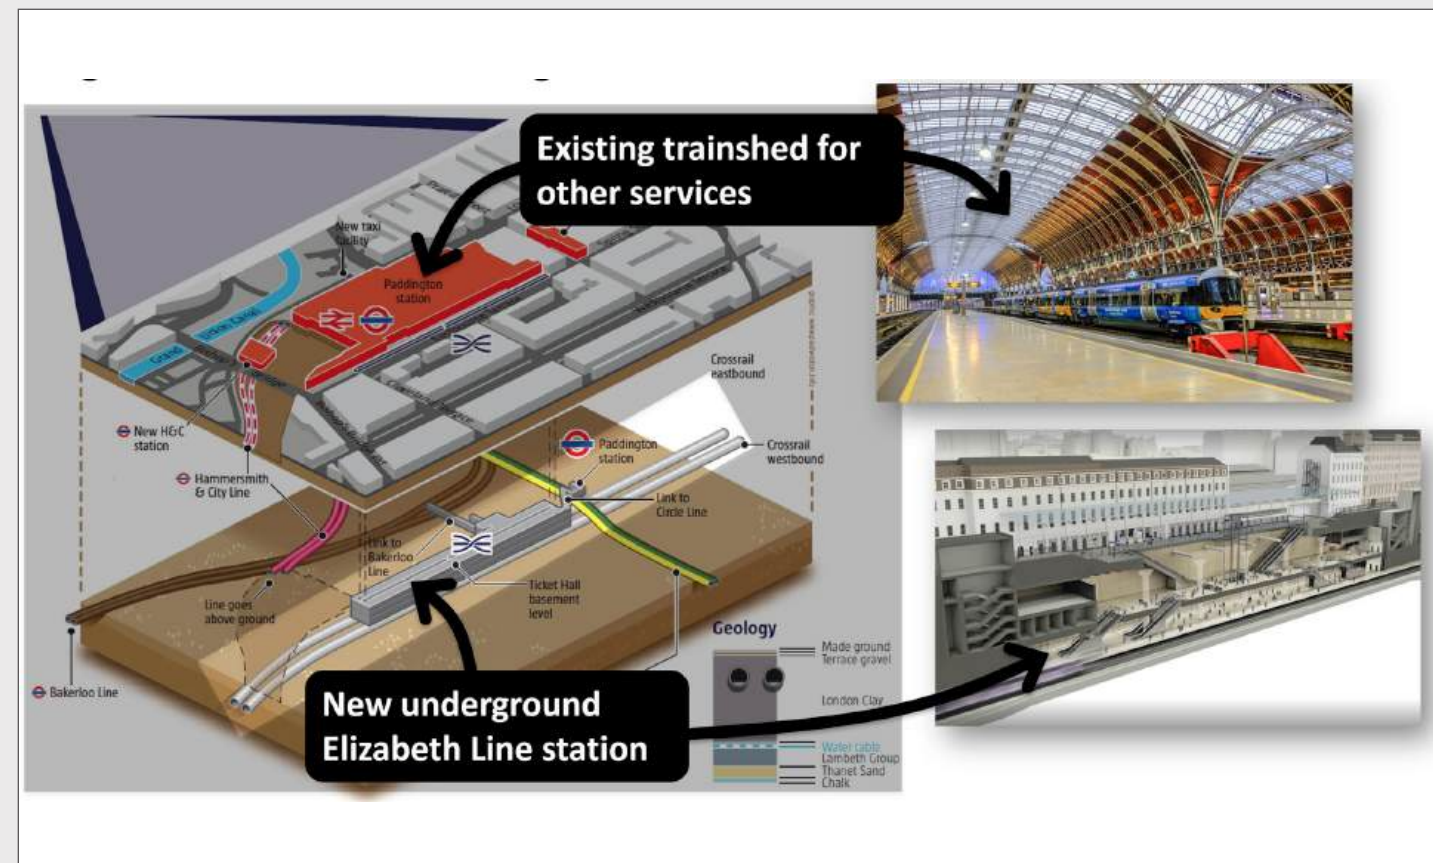 Existing trainshed for
other services
New taxi
facility
Paddington
station
Grand Union Canal
Crossrail
eastbound
New H&C
station
Paddington
station
Crossrail
westbound
Hammersmith
& City Line
Link to
Circle Line
Link to
Bakerloo
Line
Ticket Hall
basement
level
Line goes
above ground
Bakerloo Line
New underground
Elizabeth Line station
Geology
Made ground
Terrace gravel
London Clay
Water table
Lambeth Group
Thanet Sand
Chalk